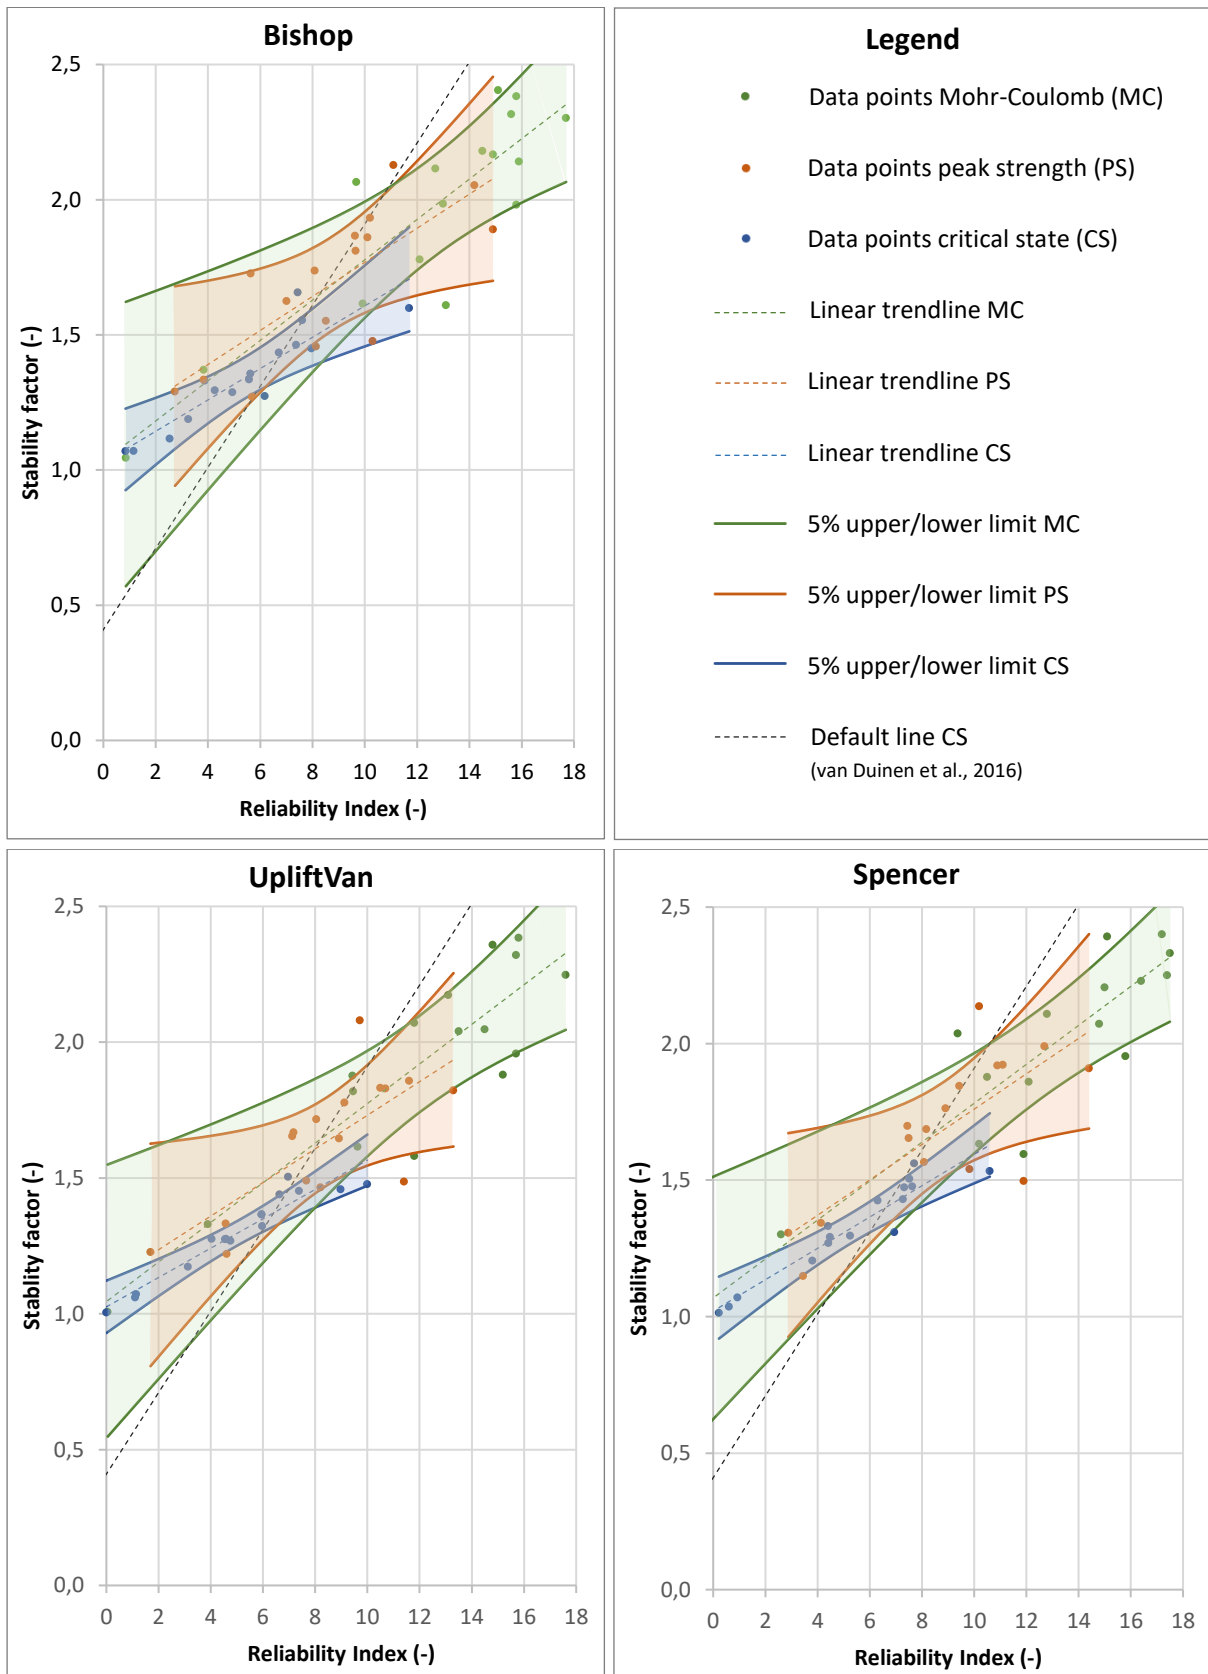 Bishop
2,5
2,0
1,5
1,0
0,5
0,0
0 2 4 6 8 10 12 14 16 18
Stability factor (-)
Reliability Index (-)
Legend
Data points Mohr-Coulomb (MC)
Data points peak strength (PS)
Data points critical state (CS)
Linear trendline MC
Linear trendline PS
Linear trendline CS
5% upper/lower limit MC
5% upper/lower limit PS
5% upper/lower limit CS
Default line CS
(van Duinen et al., 2016)
UpliftVan
2,5
2,0
1,5
1,0
0,5
0,0
0 2 4 6 8 10 12 14 16 18
Stablity factor (-)
Reliability Index (-)
Spencer
2,5
2,0
1,5
1,0
0,5
0,0
0 2 4 6 8 10 12 14 16 18
Stability factor (-)
Reliability Index (-)